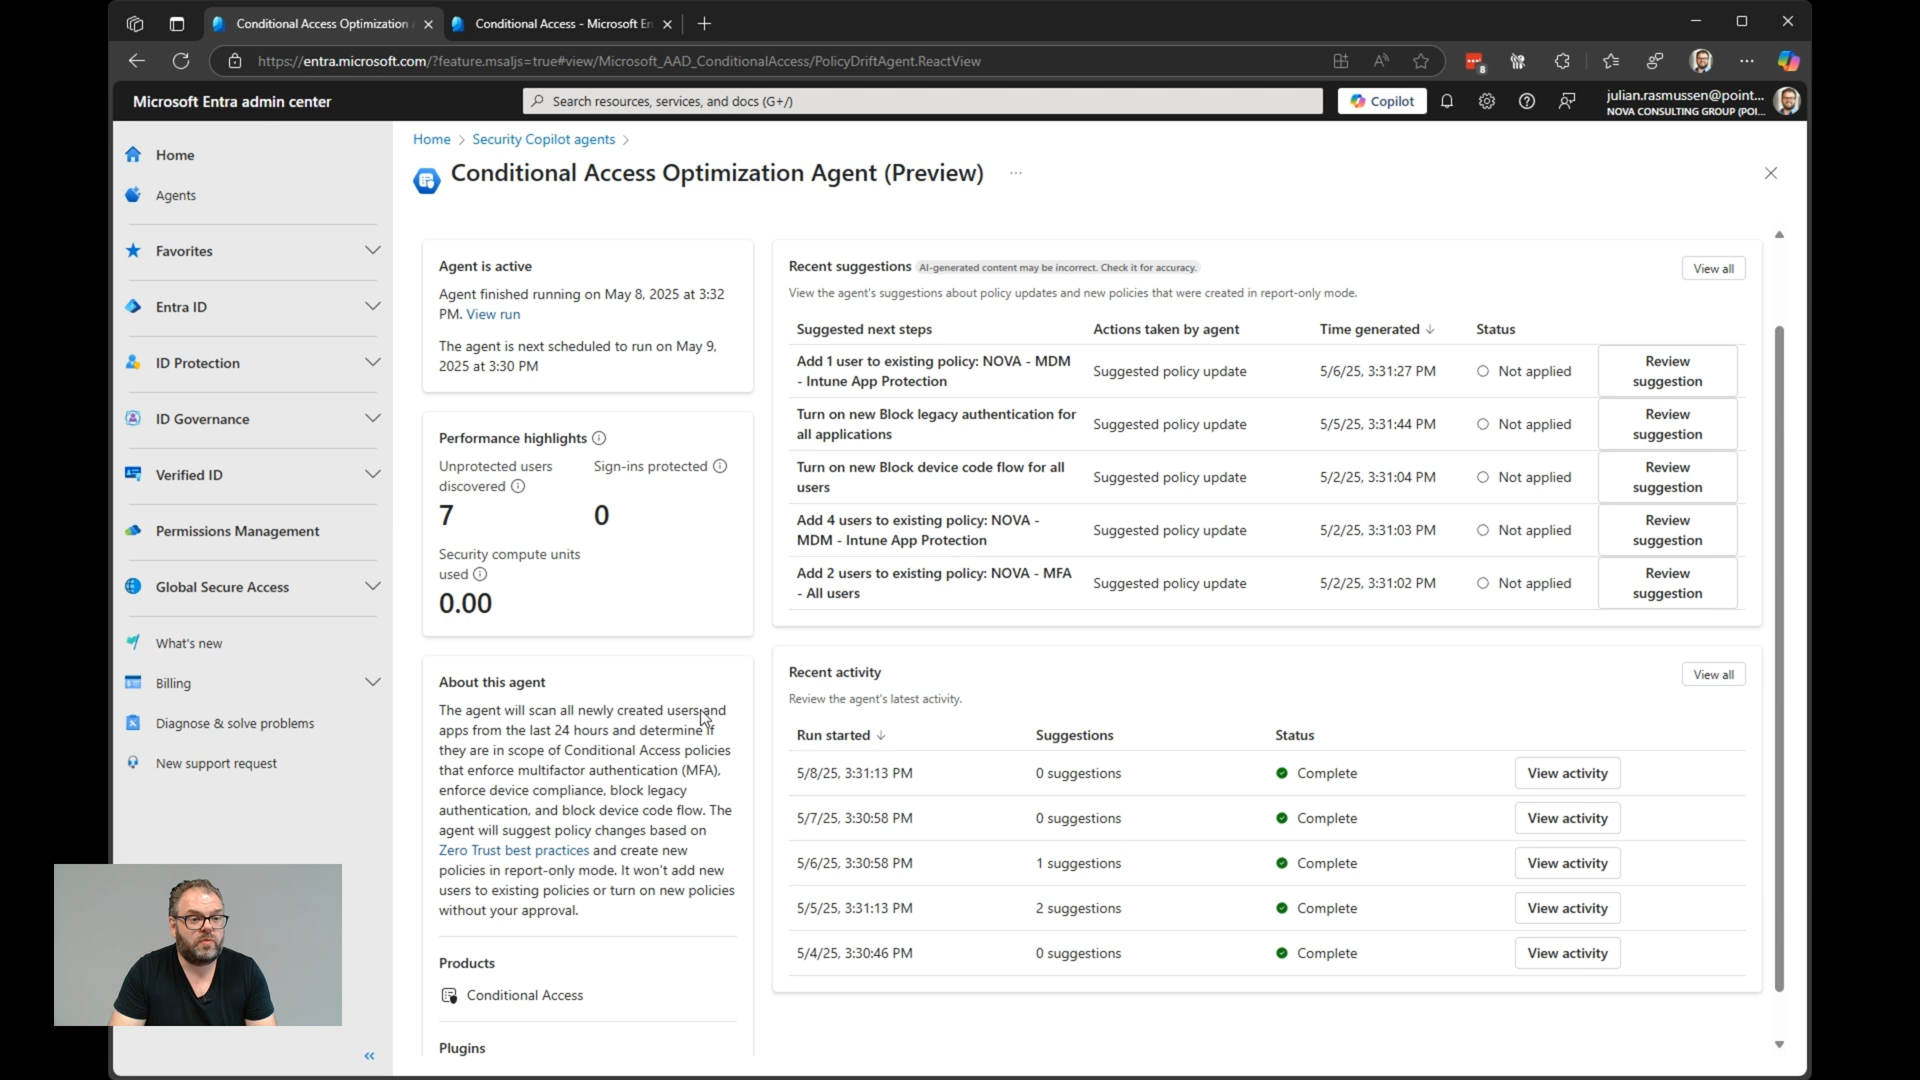 Conditional Access Optimization
Conditional Access - Microsoft En
https://entra.microsoft.com/?feature.msaljs=true#view/Microsoft_AAD_ConditionalAccess/PolicyDriftAgent.ReactView
8
Microsoft Entra admin center
Search resources, services, and docs (G+/)
Copilot
julian.rasmussen@point...
NOVA CONSULTING GROUP (POI...
Home
Agents
Favorites
Entra ID
ID Protection
ID Governance
Verified ID
Permissions Management
Global Secure Access
What's new
Billing
Diagnose & solve problems
New support request
Home > Security Copilot agents >
Conditional Access Optimization Agent (Preview) ...
Agent is active
Agent finished running on May 8, 2025 at 3:32
PM. View run
The agent is next scheduled to run on May 9,
2025 at 3:30 PM
Performance highlights
Unprotected users
discovered
7
Sign-ins protected
0
Security compute units
used
0.00
About this agent
The agent will scan all newly created users and
apps from the last 24 hours and determine if
they are in scope of Conditional Access policies
that enforce multifactor authentication (MFA),
enforce device compliance, block legacy
authentication, and block device code flow. The
agent will suggest policy changes based on
Zero Trust best practices and create new
policies in report-only mode. It won't add new
users to existing policies or turn on new policies
without your approval.
Products
Conditional Access
Plugins
Recent suggestions AI-generated content may be incorrect. Check it for accuracy.
View all
View the agent's suggestions about policy updates and new policies that were created in report-only mode.
Suggested next steps Actions taken by agent Time generated ↓ Status
Add 1 user to existing policy: NOVA - MDM
- Intune App Protection
Suggested policy update 5/6/25, 3:31:27 PM Not applied
Review
suggestion
Turn on new Block legacy authentication for
all applications
Suggested policy update 5/5/25, 3:31:44 PM Not applied
Review
suggestion
Turn on new Block device code flow for all
users
Suggested policy update 5/2/25, 3:31:04 PM Not applied
Review
suggestion
Add 4 users to existing policy: NOVA -
MDM - Intune App Protection
Suggested policy update 5/2/25, 3:31:03 PM Not applied
Review
suggestion
Add 2 users to existing policy: NOVA - MFA
- All users
Suggested policy update 5/2/25, 3:31:02 PM Not applied
Review
suggestion
Recent activity
View all
Review the agent's latest activity.
Run started ↓ Suggestions Status
5/8/25, 3:31:13 PM 0 suggestions Complete View activity
5/7/25, 3:30:58 PM 0 suggestions Complete View activity
5/6/25, 3:30:58 PM 1 suggestions Complete View activity
5/5/25, 3:31:13 PM 2 suggestions Complete View activity
5/4/25, 3:30:46 PM 0 suggestions Complete View activity